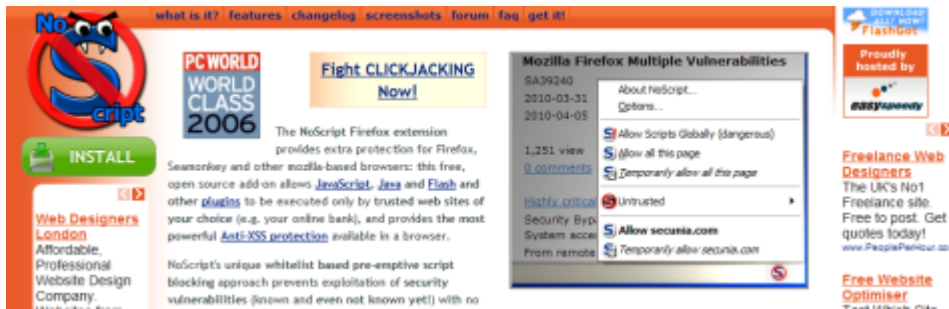 what is it? features changelog screenshots forum faq get it!
No
Script
INSTALL
Web Designers
London
Affordable,
Professional
Website Design
Company.
PC WORLD
WORLD
CLASS
2006
Fight CLICKJACKING
Now!
The NoScript Firefox extension
provides extra protection for Firefox,
Seamonkey and other mozilla-based browsers: this free,
open source add-on allows JavaScript, Java and Flash and
other plugins to be executed only by trusted web sites of
your choice (e.g. your online bank), and provides the most
powerful Anti-XSS protection available in a browser.
NoScript's unique whitelist based pre-emptive script
blocking approach prevents exploitation of security
vulnerabilities (known and even not known yet!) with no
Mozilla Firefox Multiple Vulnerabilities
SA39240
2010-03-31
2010-04-05
1,251 view
0 comments
Highly critical
Security Byp
System acce
From remote
About NoScript...
Options...
Allow Scripts Globally (dangerous)
Allow all this page
Temporarily allow all this page
Untrusted
Allow secunia.com
Temporarily allow secunia.com
DOWNLOAD
ALL! NOW!
FlashGot
Proudly
hosted by
easyspeedy
Freelance Web
Designers
The UK's No1
Freelance site.
Free to post. Get
quotes today!
www.PeoplePerHour.co
Free Website
Optimiser